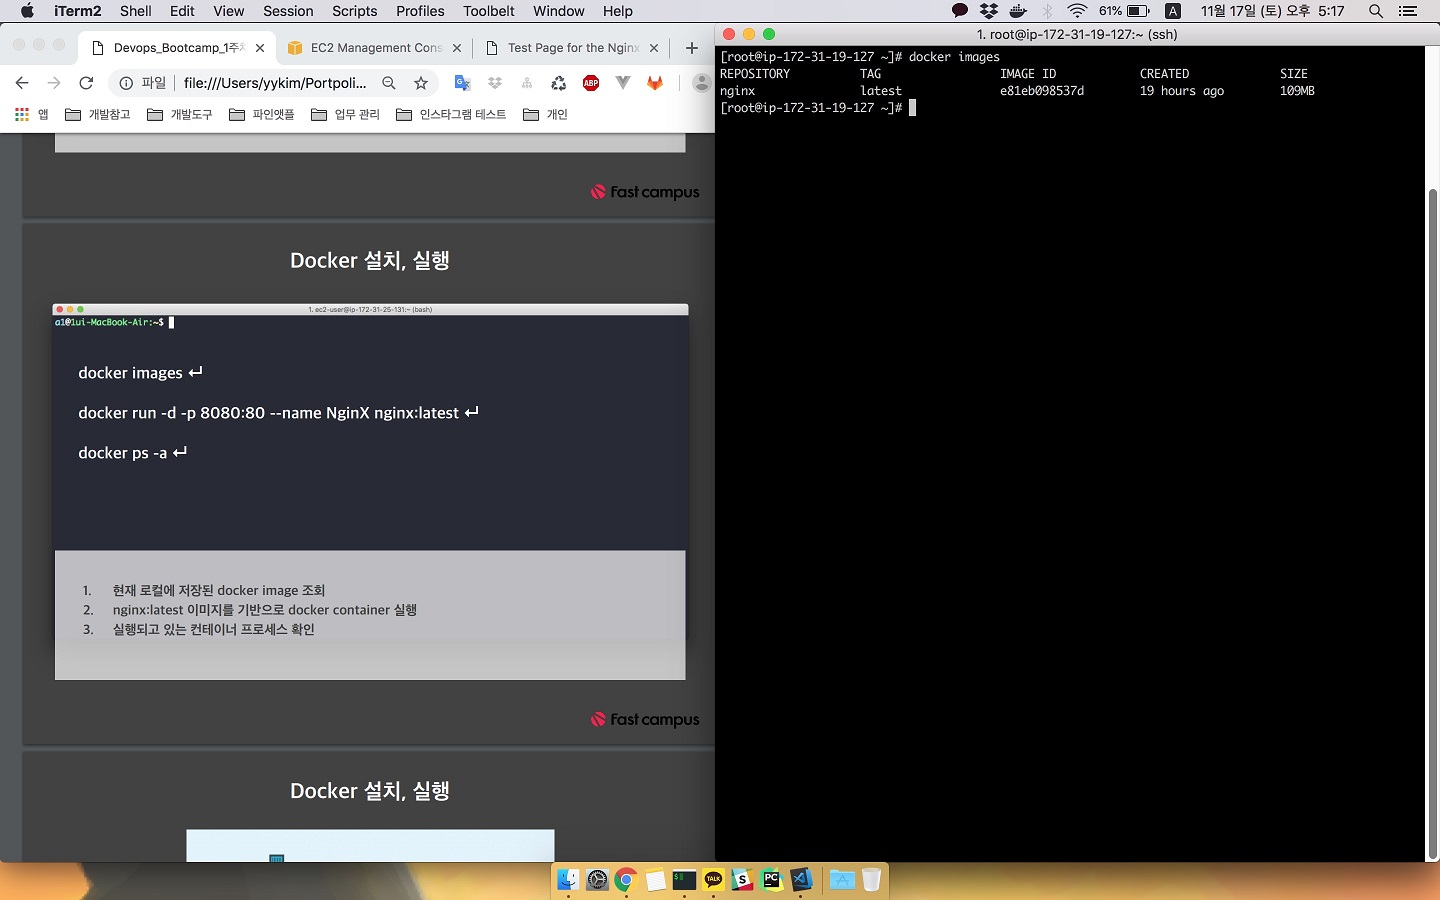 iTerm2 Shell Edit View Session Scripts Profiles Toolbelt Window Help 61% A 11월 17일 (토) 오후 5:17
Devops_Bootcamp_1주차
EC2 Management Cons
Test Page for the Nginx
파일 file:///Users/yykim/Portpoli... ABP
앱 개발참고 개발도구 파인앳플 업무 관리 인스타그램 테스트 개인
Fast campus
Docker 설치, 실행
1. ec2-user@ip-172-31-25-131:~ (bash)
a1@1ui-MacBook-Air:~$
docker images ↵
docker run -d -p 8080:80 --name NginX nginx:latest ↵
docker ps -a ↵
1. 현재 로컬에 저장된 docker image 조회
2. nginx:latest 이미지를 기반으로 docker container 실행
3. 실행되고 있는 컨테이너 프로세스 확인
Fast campus
Docker 설치, 실행
1. root@ip-172-31-19-127:~ (ssh)
[root@ip-172-31-19-127 ~]# docker images
REPOSITORY TAG IMAGE ID CREATED SIZE
nginx latest e81eb098537d 19 hours ago 109MB
[root@ip-172-31-19-127 ~]#
TALK
S
PC